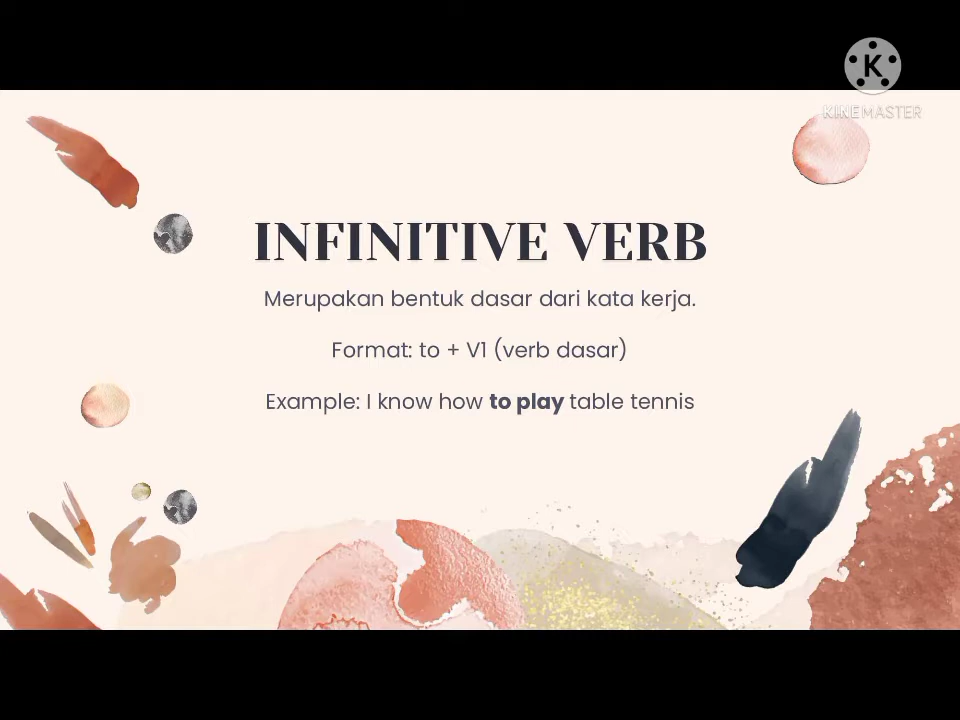 K
KINEMASTER
INFINITIVE VERB
Merupakan bentuk dasar dari kata kerja.
Format: to + V1 (verb dasar)
Example: I know how to play table tennis